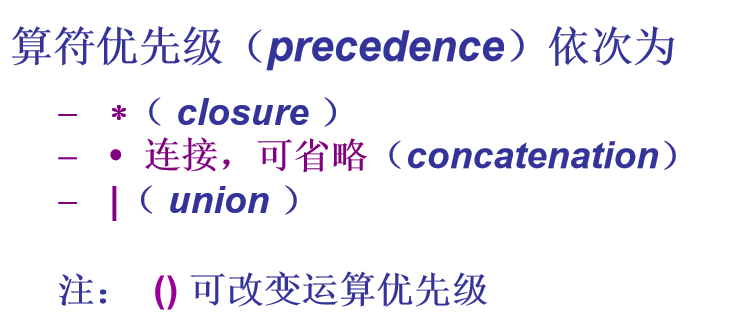 算符优先级（precedence）依次为
– *（ closure ）
– • 连接，可省略（concatenation）
– |（ union ）
注： () 可改变运算优先级